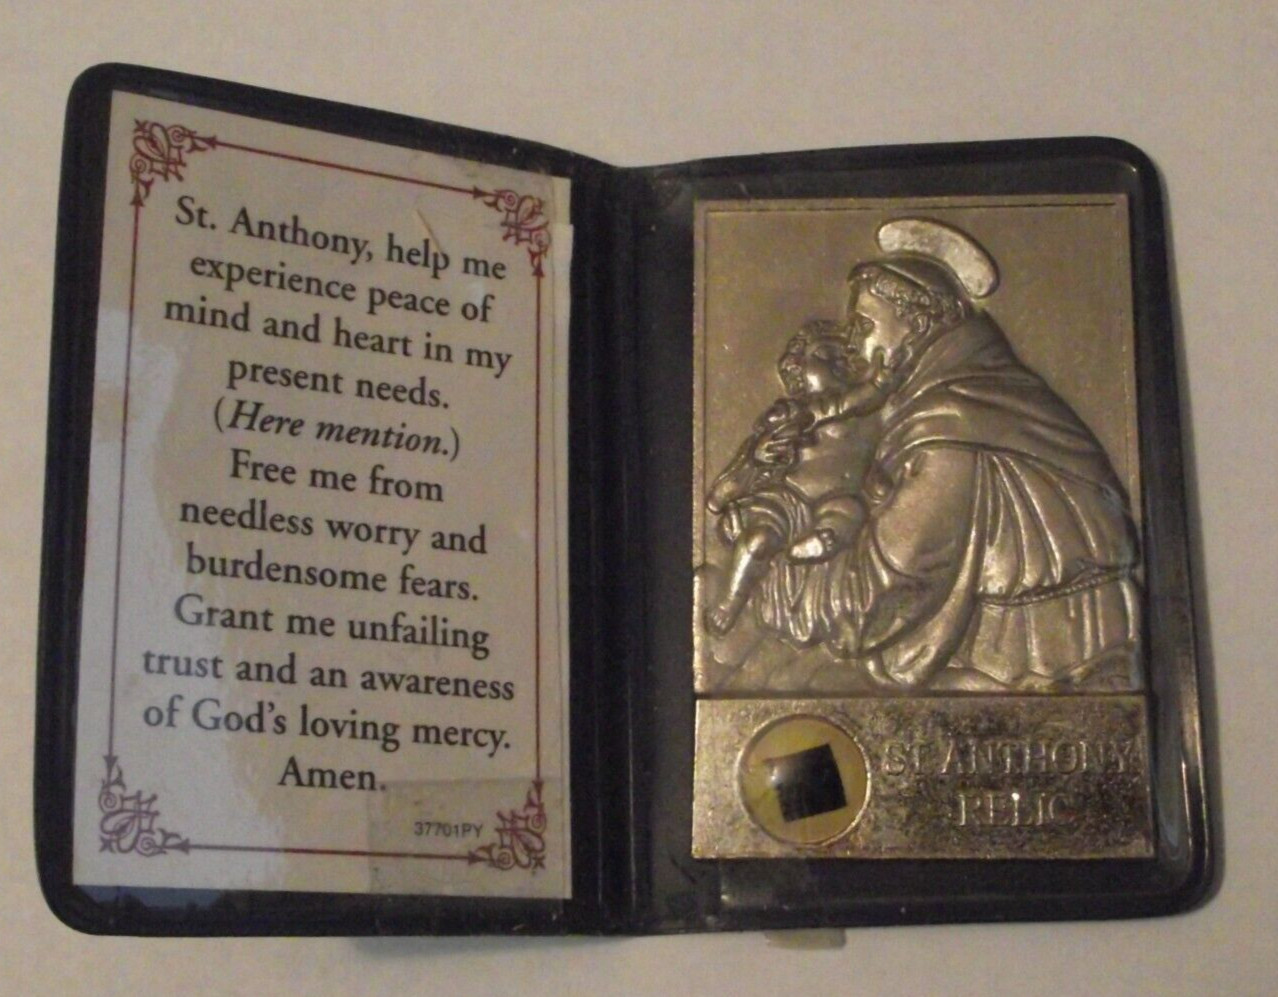 St. Anthony, help me
experience peace of
mind and heart in my
present needs.
(Here mention.)
Free me from
needless worry and
burdensome fears.
Grant me unfailing
trust and an awareness
of God's loving mercy.
Amen.
37701PY
ST ANTHONY
RELIC